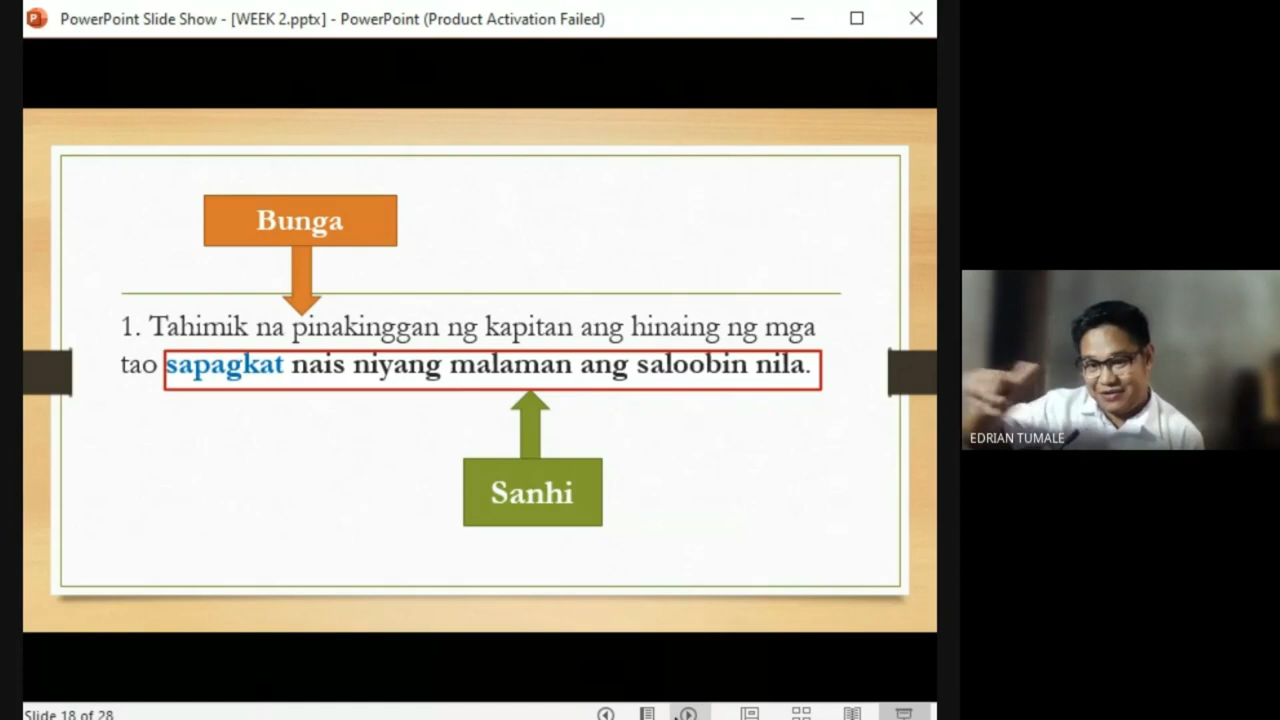 PowerPoint Slide Show - [WEEK 2.pptx] - PowerPoint (Product Activation Failed)
Bunga
1. Tahimik na pinakinggan ng kapitan ang hinaing ng mga
tao sapagkat nais niyang malaman ang saloobin nila.
Sanhi
EDRIAN TUMALE
Slide 18 of 28